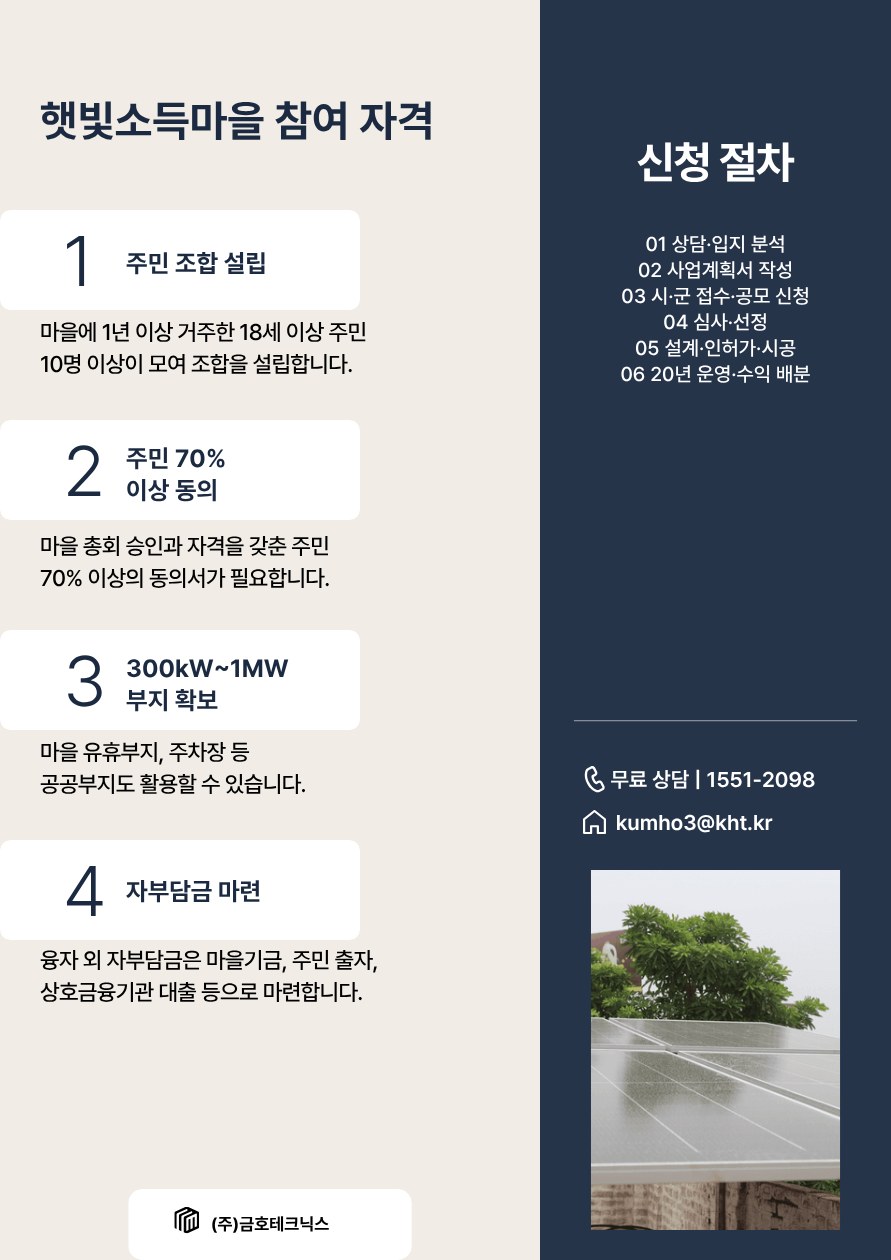 햇빛소득마을 참여 자격
1
주민 조합 설립
마을에 1년 이상 거주한 18세 이상 주민
10명 이상이 모여 조합을 설립합니다.
2
주민 70%
이상 동의
마을 총회 승인과 자격을 갖춘 주민
70% 이상의 동의서가 필요합니다.
3
300kW~1MW
부지 확보
마을 유휴부지, 주차장 등
공공부지도 활용할 수 있습니다.
4
자부담금 마련
융자 외 자부담금은 마을기금, 주민 출자,
상호금융기관 대출 등으로 마련합니다.
(주)금호테크닉스
신청 절차
01 상담·입지 분석
02 사업계획서 작성
03 시·군 접수·공모 신청
04 심사·선정
05 설계·인허가·시공
06 20년 운영·수익 배분
무료 상담 | 1551-2098
kumho3@kht.kr